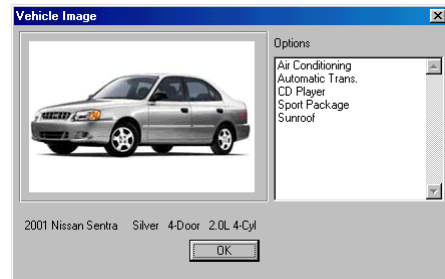 Vehicle Image
Options
Air Conditioning
Automatic Trans.
CD Player
Sport Package
Sunroof
2001 Nissan Sentra Silver 4-Door 2.0L 4-Cyl
OK